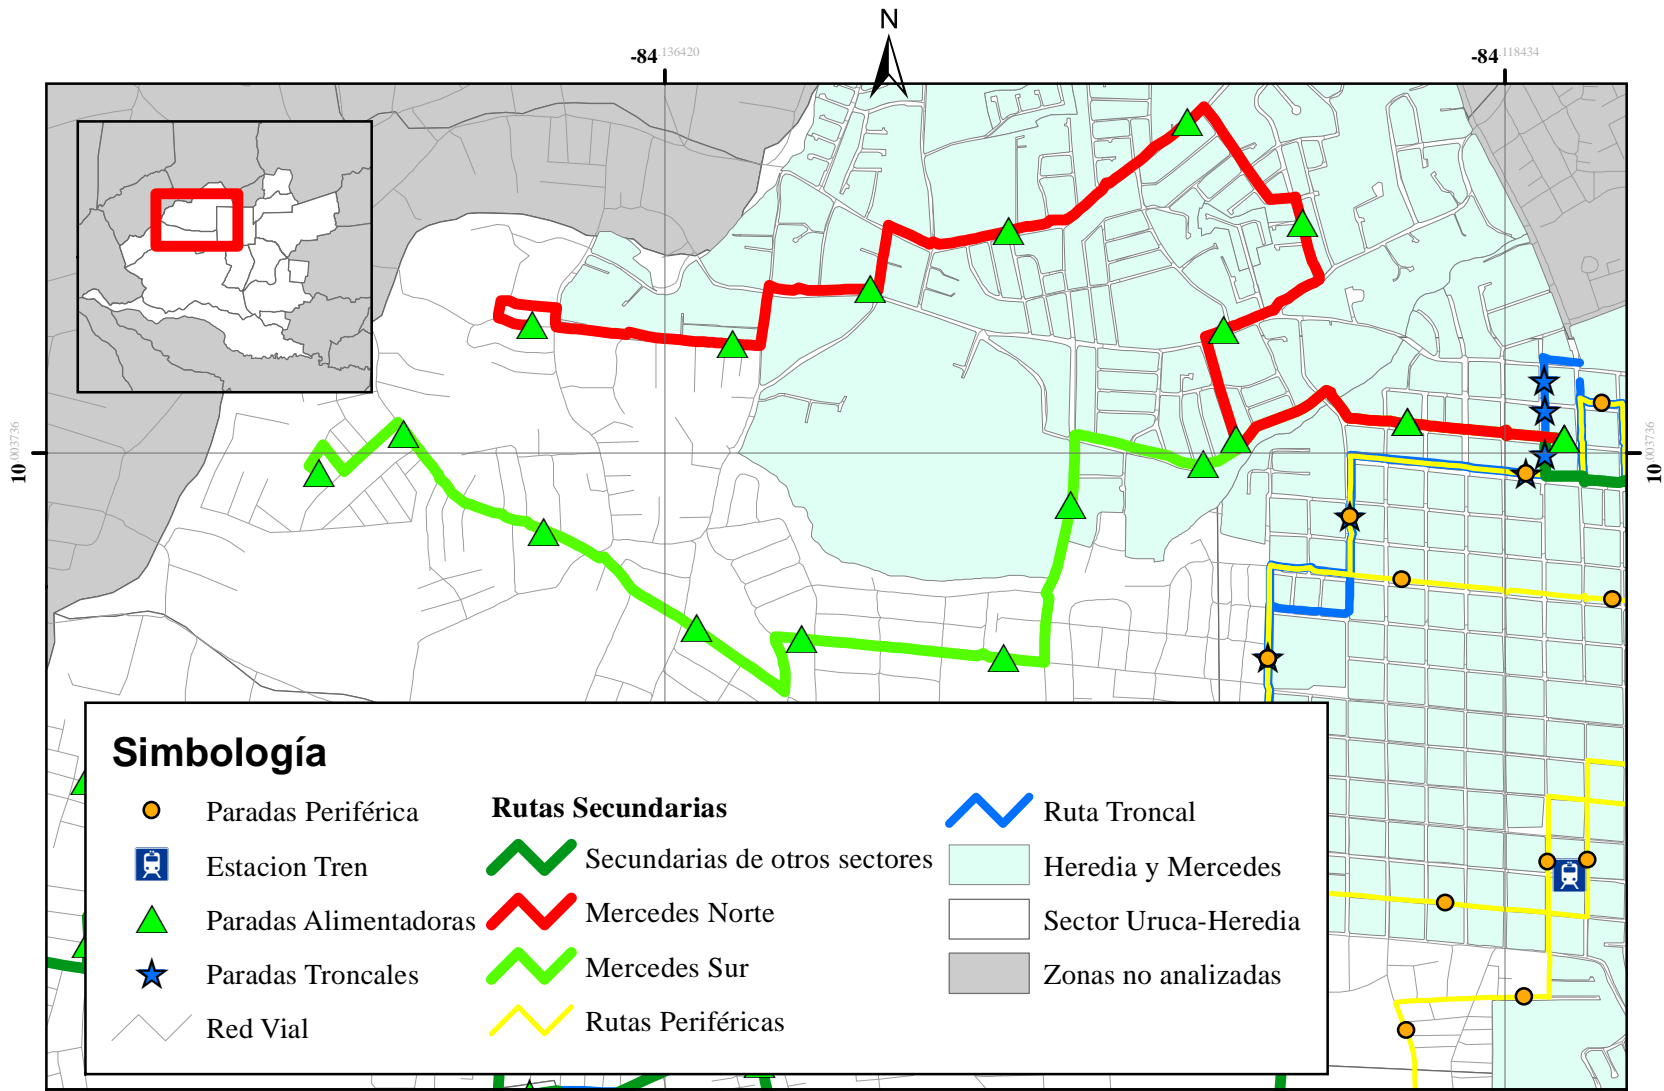 N
-84.136420
-84.118434
10.003736
10.003736
Simbología
Paradas Periférica
Estacion Tren
Paradas Alimentadoras
Paradas Troncales
Red Vial
Rutas Secundarias
Secundarias de otros sectores
Mercedes Norte
Mercedes Sur
Rutas Periféricas
Ruta Troncal
Heredia y Mercedes
Sector Uruca-Heredia
Zonas no analizadas